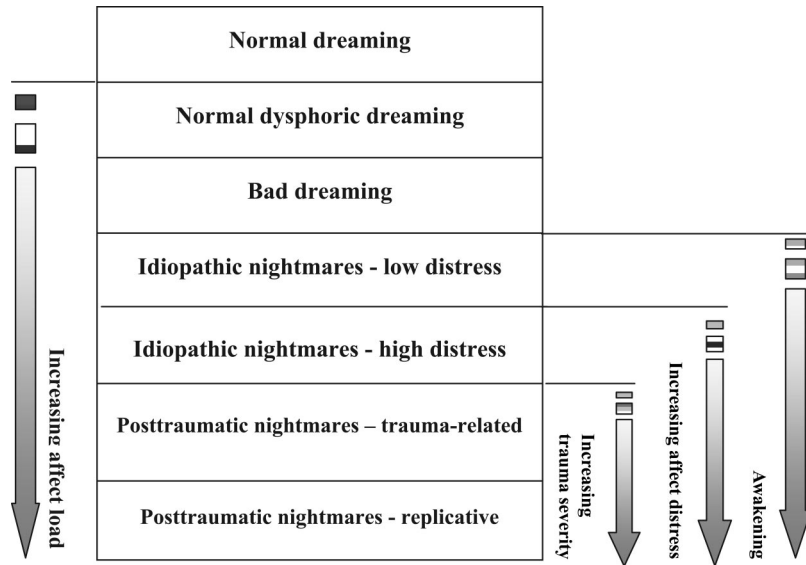 Normal dreaming
Normal dysphoric dreaming
Bad dreaming
Idiopathic nightmares - low distress
Idiopathic nightmares - high distress
Posttraumatic nightmares – trauma-related
Posttraumatic nightmares - replicative
Increasing affect load
Increasing
trauma severity
Increasing affect distress
Awakening